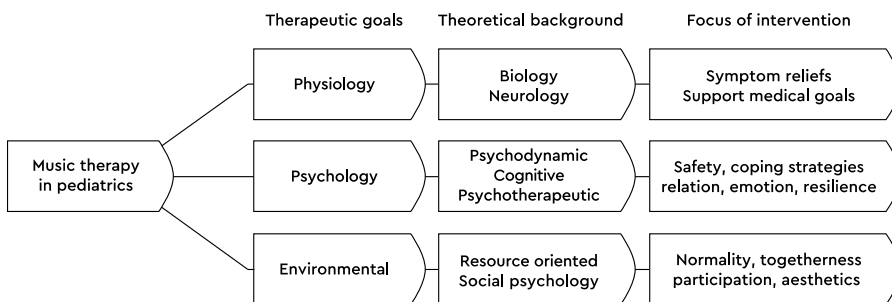 Therapeutic goals
Theoretical background
Focus of intervention
Physiology
Biology
Neurology
Symptom reliefs
Support medical goals
Music therapy
in pediatrics
Psychology
Psychodynamic
Cognitive
Psychotherapeutic
Safety, coping strategies
relation, emotion, resilience
Environmental
Resource oriented
Social psychology
Normality, togetherness
participation, aesthetics